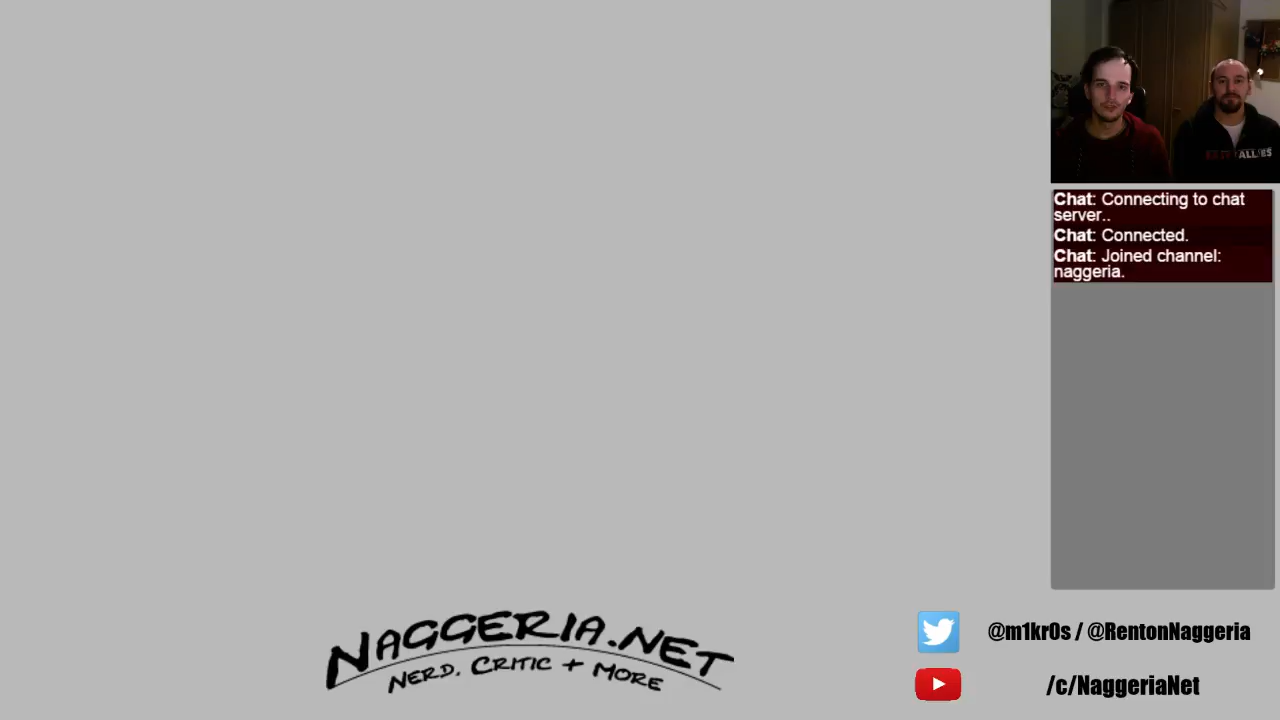 Chat: Connecting to chat
server..
Chat: Connected.
Chat: Joined channel:
naggeria.
NAGGERIA.NET
NERD, CRITIC + MORE
@m1kr0s / @RentonNaggeria
/c/NaggeriaNet